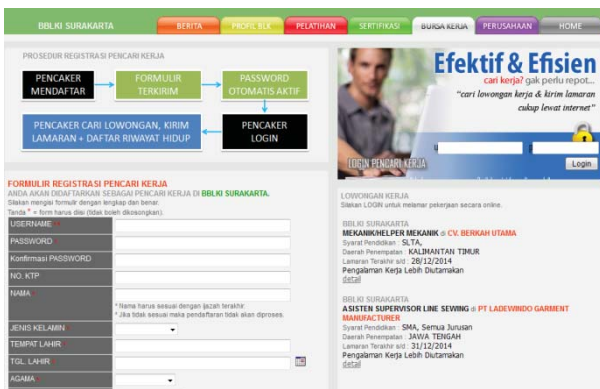 BBLKI SURAKARTA
BERITA
PROFIL BLK
PELATIHAN
SERTIFIKASI
BURSA KERJA
PERUSAHAAN
HOME
PROSEDUR REGISTRASI PENCARI KERJA
PENCAKER
MENDAFTAR
FORMULIR
TERKIRIM
PASSWORD
OTOMATIS AKTIF
PENCAKER CARI LOWONGAN, KIRIM
LAMARAN + DAFTAR RIWAYAT HIDUP
PENCAKER
LOGIN
Efektif & Efisien
cari kerja? gak perlu repot...
"cari lowongan kerja & kirim lamaran
cukup lewat internet"
LOGIN PENCARI KERJA
Login
FORMULIR REGISTRASI PENCARI KERJA
ANDA AKAN DIDAFTARKAN SEBAGAI PENCARI KERJA DI BBLKI SURAKARTA.
Silakan mengisi formulir dengan lengkap dan benar.
Tanda * = form harus diisi (tidak boleh dikosongkan).
USERNAME *
PASSWORD *
Konfirmasi PASSWORD
NO. KTP
NAMA *
* Nama harus sesuai dengan ijazah terakhir.
* Jika tidak sesuai maka pendaftaran tidak akan diproses.
JENIS KELAMIN *
TEMPAT LAHIR *
TGL. LAHIR *
AGAMA *
LOWONGAN KERJA
Silakan LOGIN untuk melamar pekerjaan secara online.
BBLKI SURAKARTA
MEKANIK/HELPER MEKANIK di CV. BERKAH UTAMA
Syarat Pendidikan : SLTA,
Daerah Penempatan : KALIMANTAN TIMUR
Lamaran Terakhir s/d : 28/12/2014
Pengalaman Kerja Lebih Diutamakan
detail
BBLKI SURAKARTA
ASISTEN SUPERVISOR LINE SEWING di PT LADEWINDO GARMENT
MANUFACTURER
Syarat Pendidikan : SMA, Semua Jurusan
Daerah Penempatan : JAWA TENGAH
Lamaran Terakhir s/d : 31/12/2014
Pengalaman Kerja Lebih Diutamakan
detail